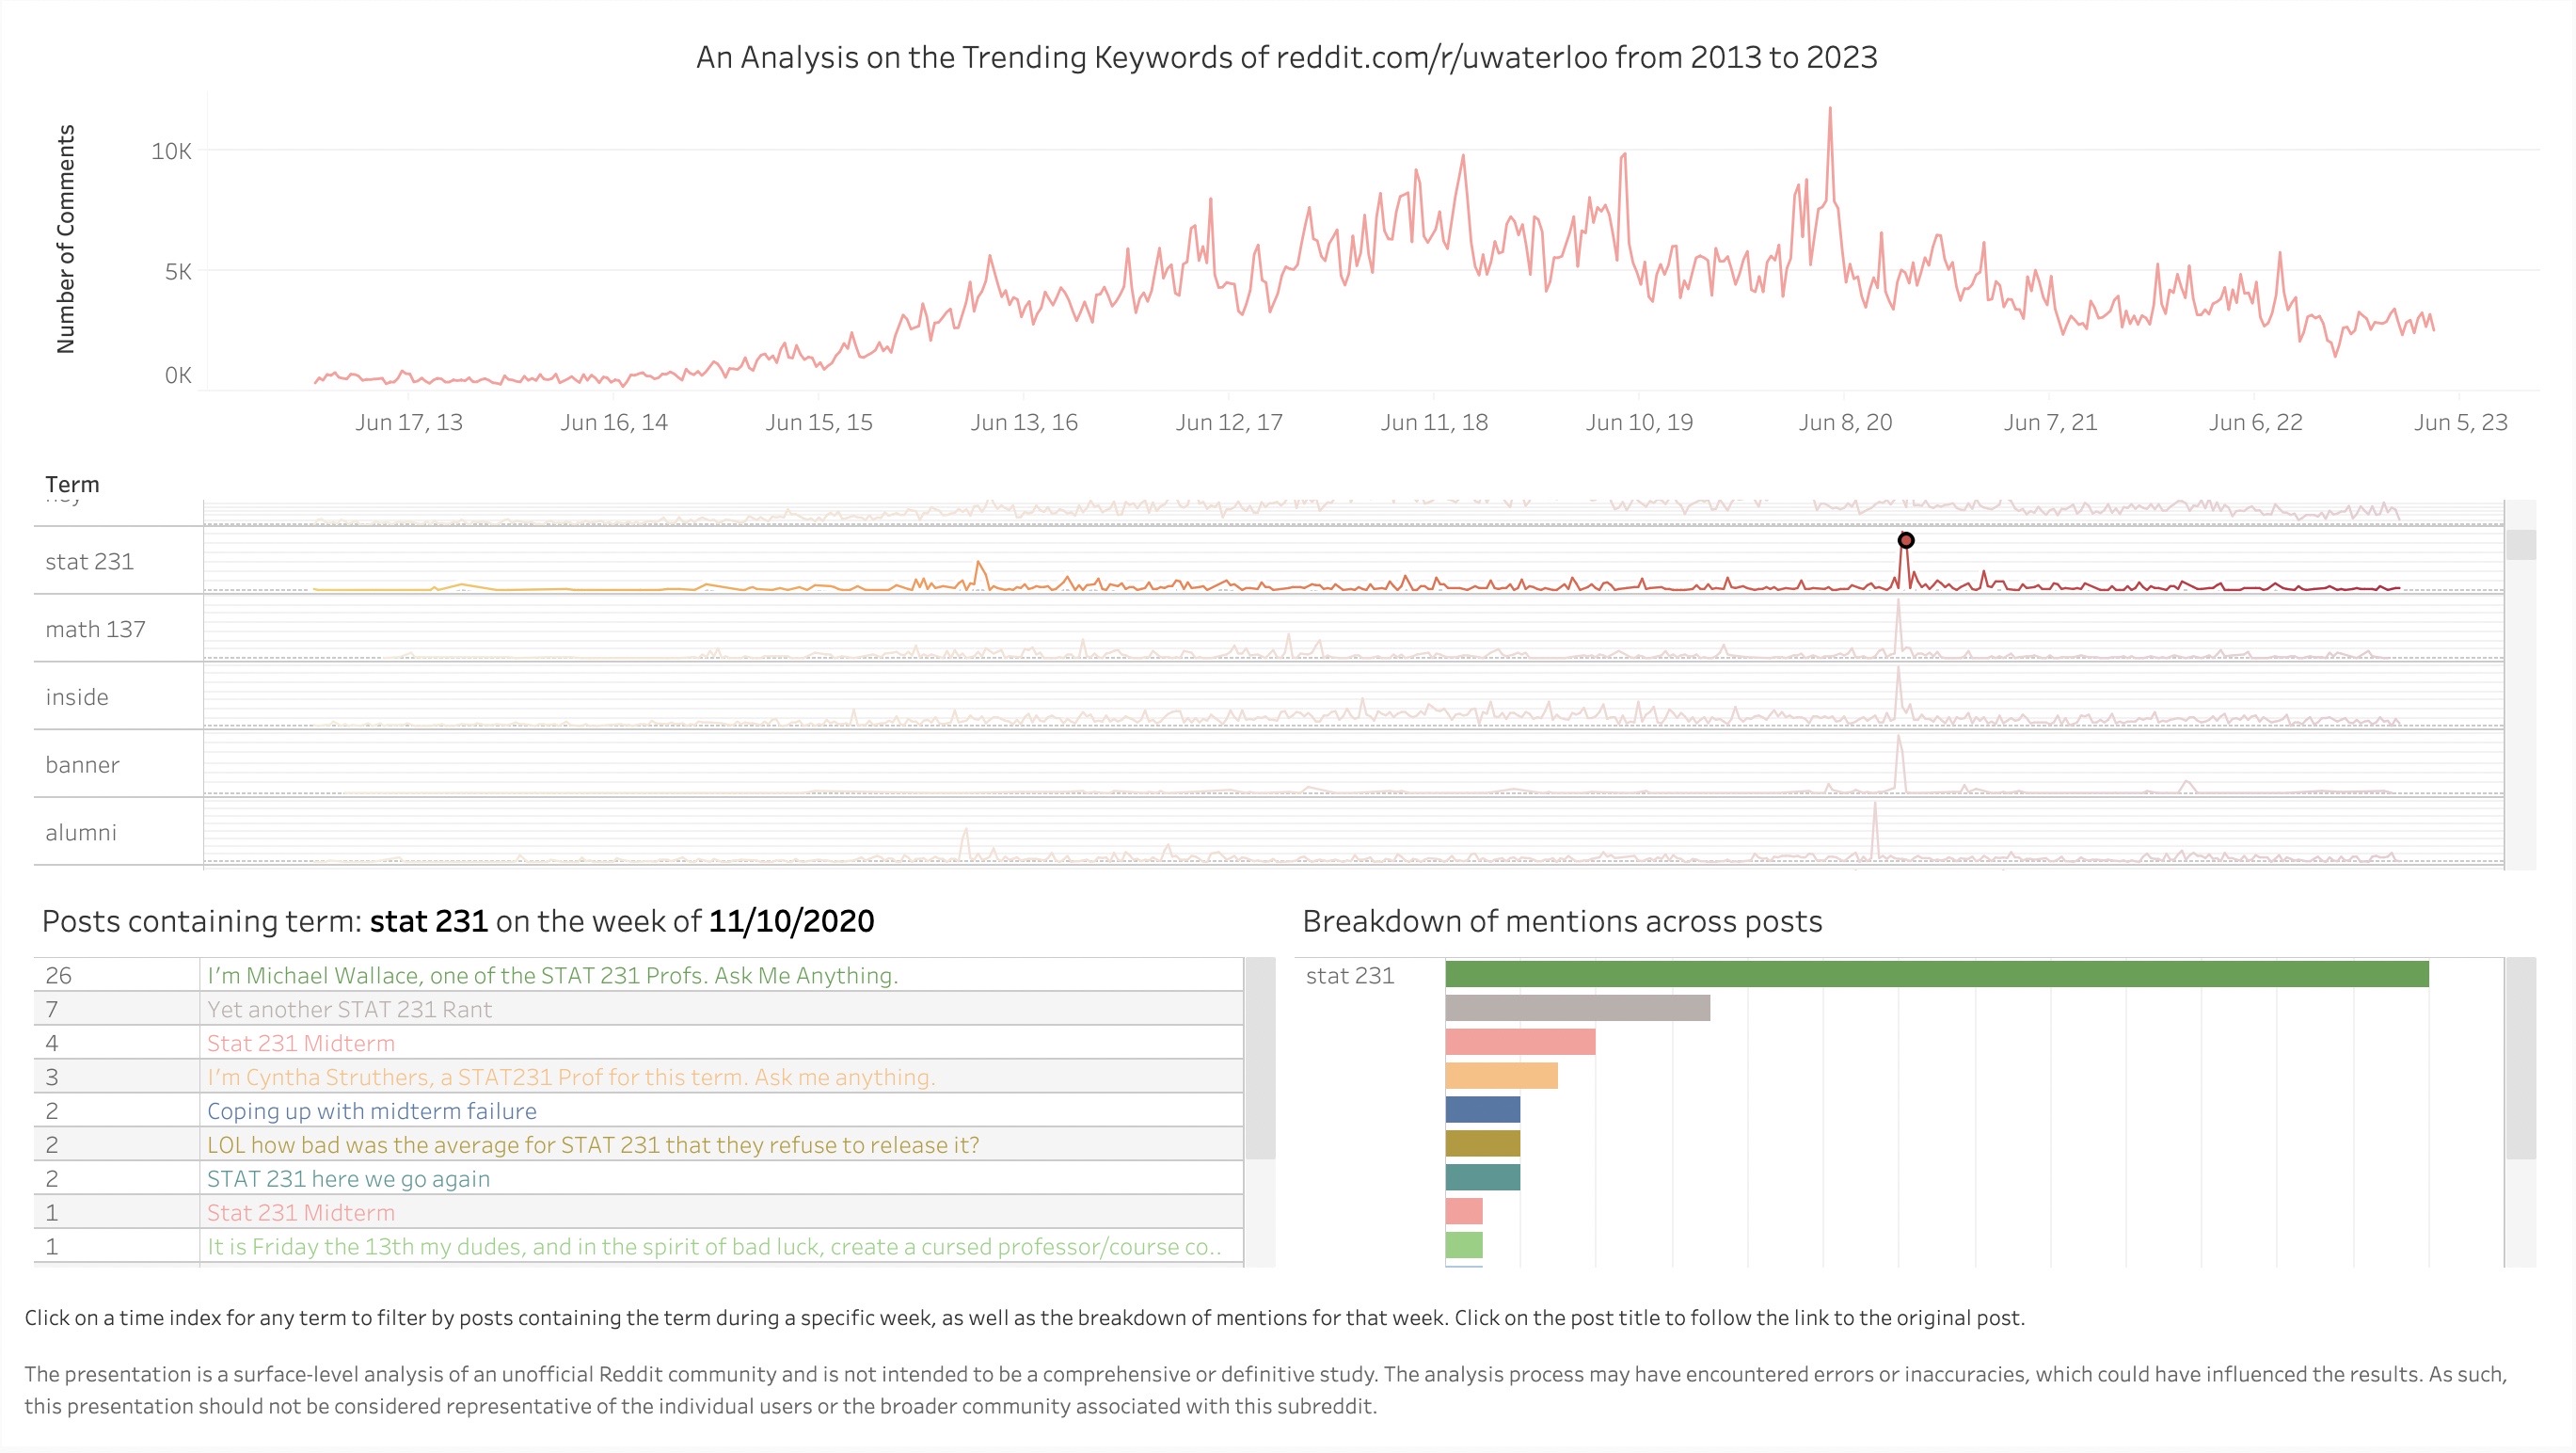 An Analysis on the Trending Keywords of reddit.com/r/uwaterloo from 2013 to 2023
Number of Comments
10K
5K
0K
Jun 17, 13
Jun 16, 14
Jun 15, 15
Jun 13, 16
Jun 12, 17
Jun 11, 18
Jun 10, 19
Jun 8, 20
Jun 7, 21
Jun 6, 22
Jun 5, 23
Term
stat 231
math 137
inside
banner
alumni
Posts containing term: stat 231 on the week of 11/10/2020
26 I'm Michael Wallace, one of the STAT 231 Profs. Ask Me Anything.
7 Yet another STAT 231 Rant
4 Stat 231 Midterm
3 I'm Cyntha Struthers, a STAT231 Prof for this term. Ask me anything.
2 Coping up with midterm failure
2 LOL how bad was the average for STAT 231 that they refuse to release it?
2 STAT 231 here we go again
1 Stat 231 Midterm
1 It is Friday the 13th my dudes, and in the spirit of bad luck, create a cursed professor/course co..
Breakdown of mentions across posts
stat 231
Click on a time index for any term to filter by posts containing the term during a specific week, as well as the breakdown of mentions for that week. Click on the post title to follow the link to the original post.
The presentation is a surface-level analysis of an unofficial Reddit community and is not intended to be a comprehensive or definitive study. The analysis process may have encountered errors or inaccuracies, which could have influenced the results. As such,
this presentation should not be considered representative of the individual users or the broader community associated with this subreddit.